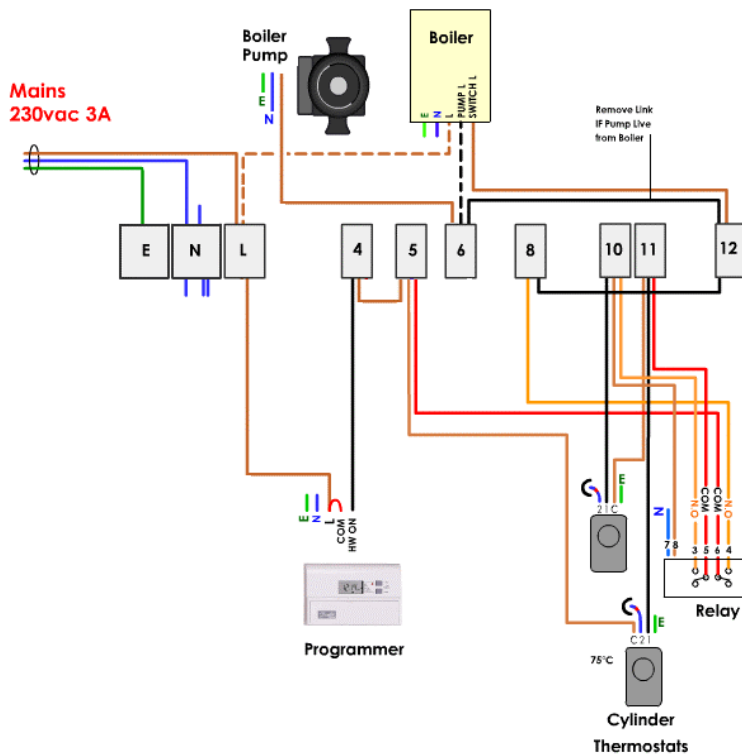 Boiler
Pump
E
N
Boiler
E
N
L
PUMP L
SWITCH L
Mains
230vac 3A
Remove Link
IF Pump Live
from Boiler
E
N
L
4
5
6
8
10
11
12
E
N
L
COM
HW ON
Programmer
2 1 C
E
N
7
8
N.O
3
COM
5
COM
6
N.O
4
Relay
C 2 1
E
75°C
Cylinder
Thermostats